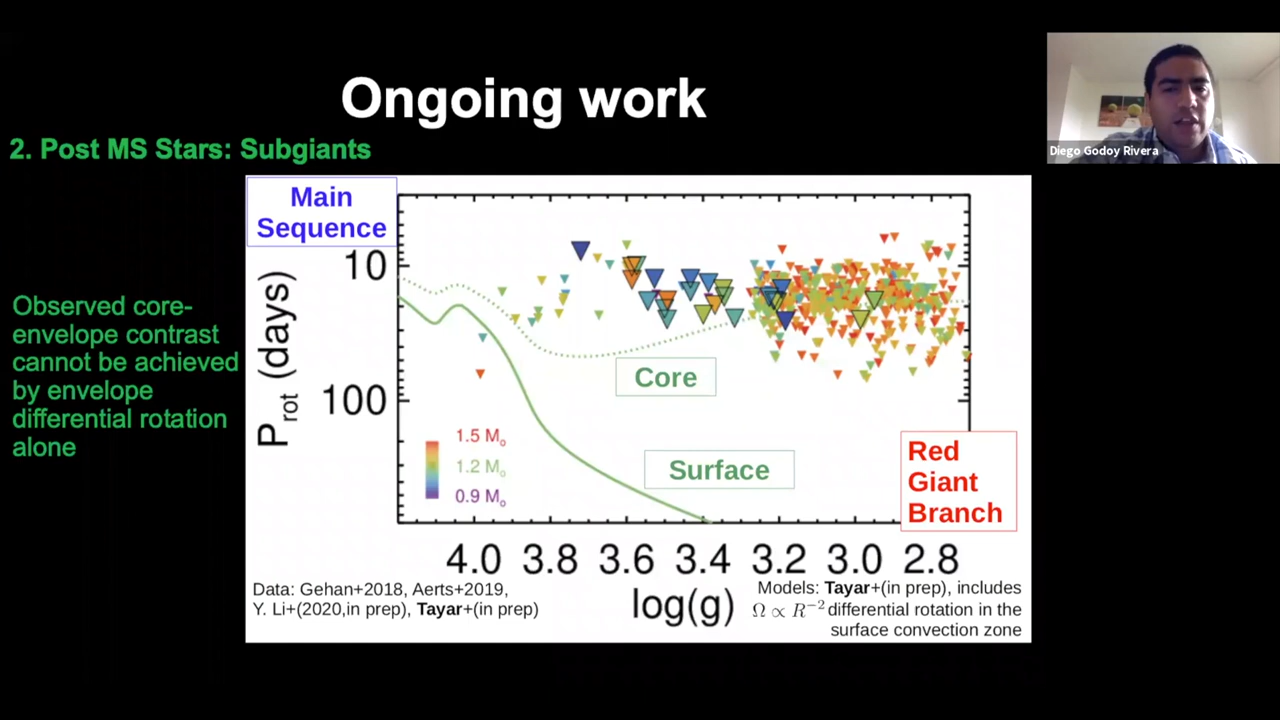 Ongoing work
Diego Godoy Rivera
2. Post MS Stars: Subgiants
Main
Sequence
Observed core-
envelope contrast
cannot be achieved
by envelope
differential rotation
alone
10
100
P_rot (days)
Core
Surface
1.5 M_o
1.2 M_o
0.9 M_o
Red
Giant
Branch
4.0 3.8 3.6 3.4 3.2 3.0 2.8
log(g)
Data: Gehan+2018, Aerts+2019,
Y. Li+(2020,in prep), Tayar+(in prep)
Models: Tayar+(in prep), includes
Ω ∝ R⁻² differential rotation in the
surface convection zone